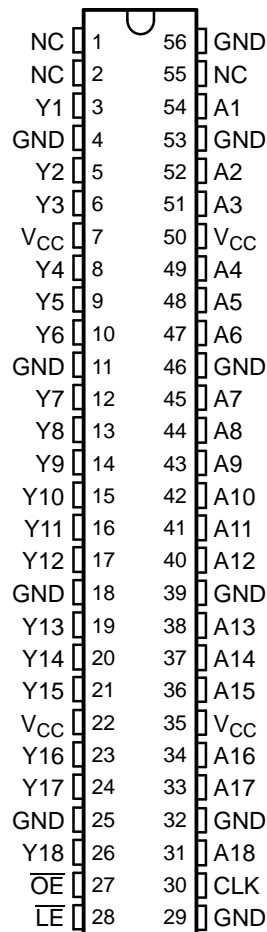 NC 1 56 GND
NC 2 55 NC
Y1 3 54 A1
GND 4 53 GND
Y2 5 52 A2
Y3 6 51 A3
VCC 7 50 VCC
Y4 8 49 A4
Y5 9 48 A5
Y6 10 47 A6
GND 11 46 GND
Y7 12 45 A7
Y8 13 44 A8
Y9 14 43 A9
Y10 15 42 A10
Y11 16 41 A11
Y12 17 40 A12
GND 18 39 GND
Y13 19 38 A13
Y14 20 37 A14
Y15 21 36 A15
VCC 22 35 VCC
Y16 23 34 A16
Y17 24 33 A17
GND 25 32 GND
Y18 26 31 A18
O̅E̅ 27 30 CLK
L̅E̅ 28 29 GND